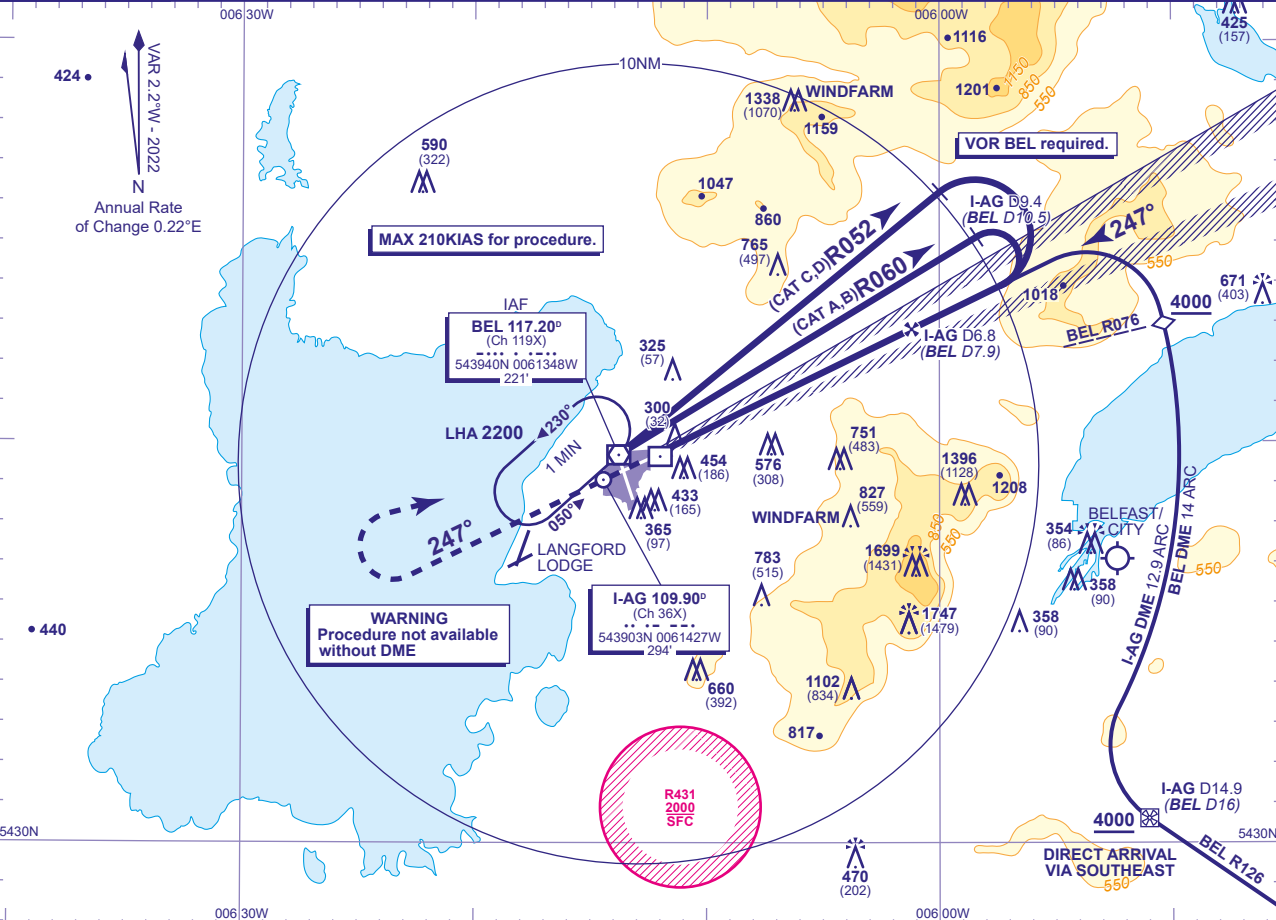 006 30W
006 00W
425
(157)
VAR 2.2°W - 2022
N
Annual Rate
of Change 0.22°E
424
10NM
1116
1201
1150
850
550
1338
(1070)
WINDFARM
1159
590
(322)
VOR BEL required.
1047
860
765
(497)
MAX 210KIAS for procedure.
I-AG D9.4
(BEL D10.5)
247°
550
(CAT C,D) R052
(CAT A,B) R060
1018
671
(403)
4000
BEL R076
I-AG D6.8
(BEL D7.9)
IAF
BEL 117.20ᴰ
(Ch 119X)
-... . .-..
543940N 0061348W
221'
325
(57)
300
(32)
LHA 2200
230°
1 MIN
050°
247°
LANGFORD
LODGE
454
(186)
433
(165)
365
(97)
576
(308)
751
(483)
827
(559)
WINDFARM
1396
(1128)
1208
850
550
783
(515)
1699
(1431)
1747
(1479)
358
(90)
354
(86)
BELFAST/
CITY
358
(90)
550
I-AG DME 12.9 ARC
BEL DME 14 ARC
WARNING
Procedure not available
without DME
440
I-AG 109.90ᴰ
(Ch 36X)
.. .- --.
543903N 0061427W
294'
660
(392)
1102
(834)
817
R431
2000
SFC
470
(202)
I-AG D14.9
(BEL D16)
4000
DIRECT ARRIVAL
VIA SOUTHEAST
550
BEL R126
5430N
5430N
006 30W
006 00W